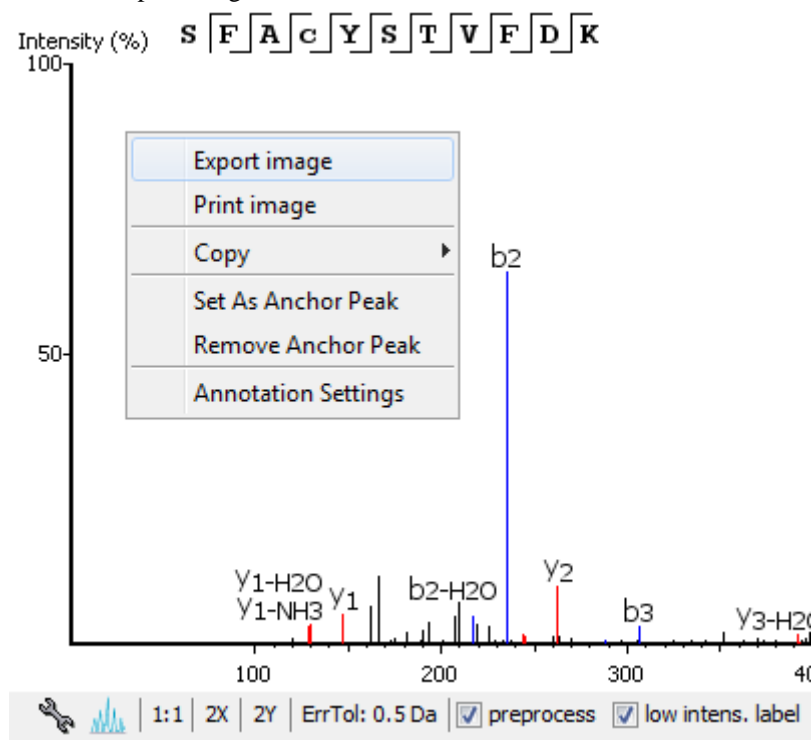 Intensity (%) S F A c Y S T V F D K
100
Export image
Print image
Copy
Set As Anchor Peak
Remove Anchor Peak
Annotation Settings
50
b2
y1-H2O
y1-NH3
y1
b2-H2O
y2
b3
y3-H2O
100 200 300 40
1:1 2X 2Y ErrTol: 0.5 Da preprocess low intens. label